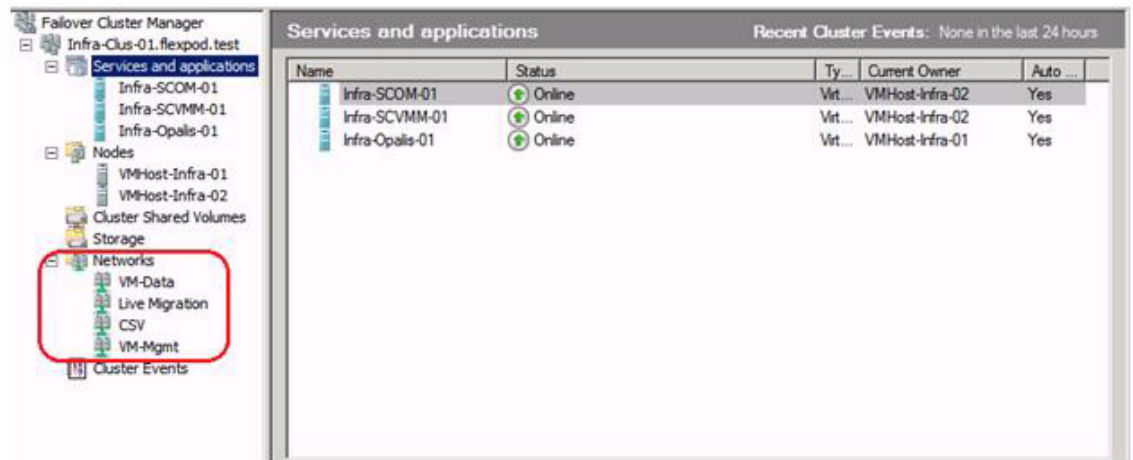 Failover Cluster Manager
Infra-Clus-01.flexpod.test
Services and applications
Infra-SCOM-01
Infra-SCVMM-01
Infra-Opalis-01
Nodes
VMHost-Infra-01
VMHost-Infra-02
Cluster Shared Volumes
Storage
Networks
VM-Data
Live Migration
CSV
VM-Mgmt
Cluster Events
Services and applications Recent Cluster Events: None in the last 24 hours
Name Status Ty... Current Owner Auto ...
Infra-SCOM-01 Online Virt... VMHost-Infra-02 Yes
Infra-SCVMM-01 Online Virt... VMHost-Infra-02 Yes
Infra-Opalis-01 Online Virt... VMHost-Infra-01 Yes